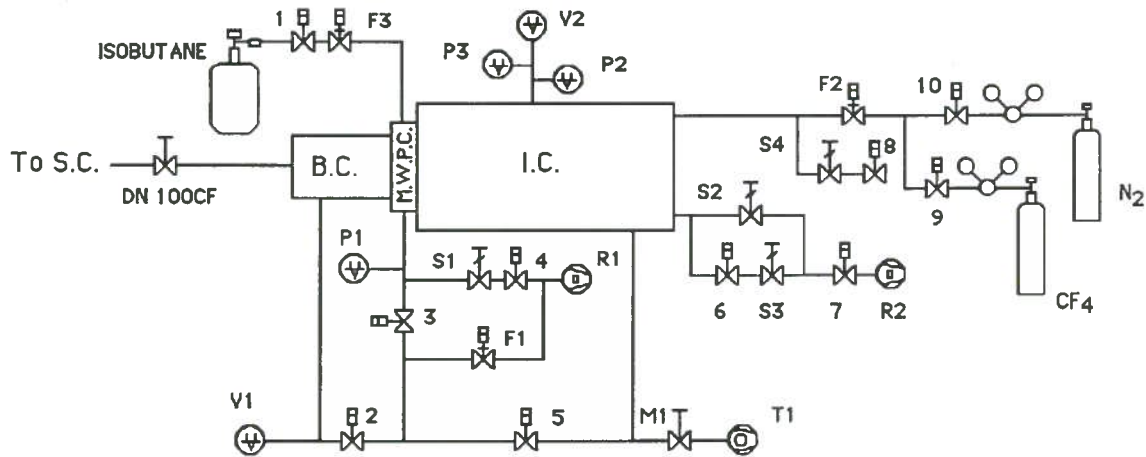 1 F3 V2
ISOBUTANE P3 P2
F2 10
S4 8
To S.C. B.C. M.W.P.C. I.C.
DN 100CF S2 9 N2
P1 S1 4 R1
6 S3 7 R2 CF4
3
F1
V1 2 5 M1 T1